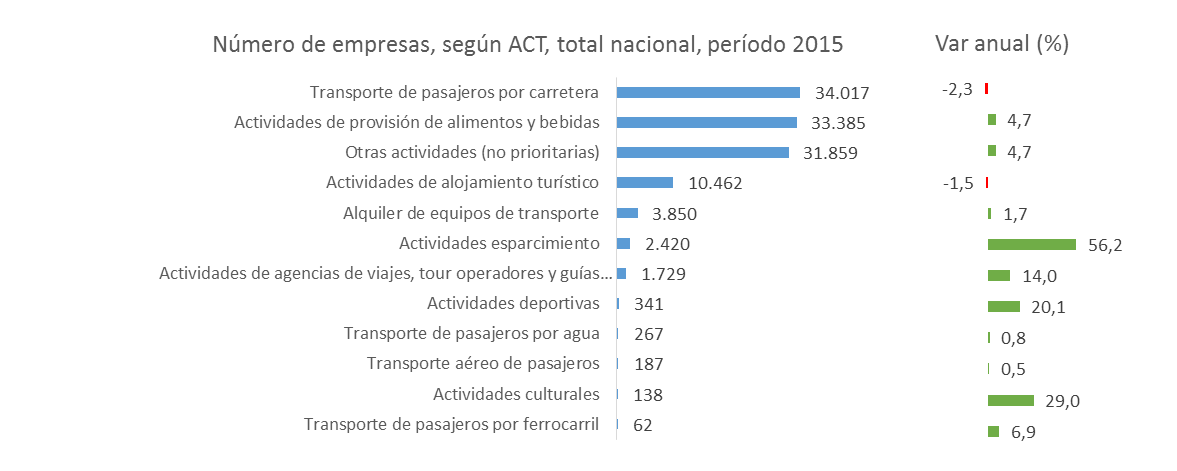 Número de empresas, según ACT, total nacional, período 2015 Var anual (%)
Transporte de pasajeros por carretera 34.017 -2,3
Actividades de provisión de alimentos y bebidas 33.385 4,7
Otras actividades (no prioritarias) 31.859 4,7
Actividades de alojamiento turístico 10.462 -1,5
Alquiler de equipos de transporte 3.850 1,7
Actividades esparcimiento 2.420 56,2
Actividades de agencias de viajes, tour operadores y guías… 1.729 14,0
Actividades deportivas 341 20,1
Transporte de pasajeros por agua 267 0,8
Transporte aéreo de pasajeros 187 0,5
Actividades culturales 138 29,0
Transporte de pasajeros por ferrocarril 62 6,9